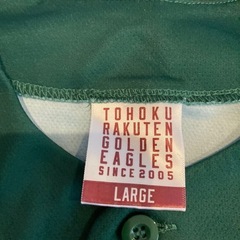 TOHOKU
RAKUTEN
GOLDEN
EAGLES
SINCE 2005
LARGE